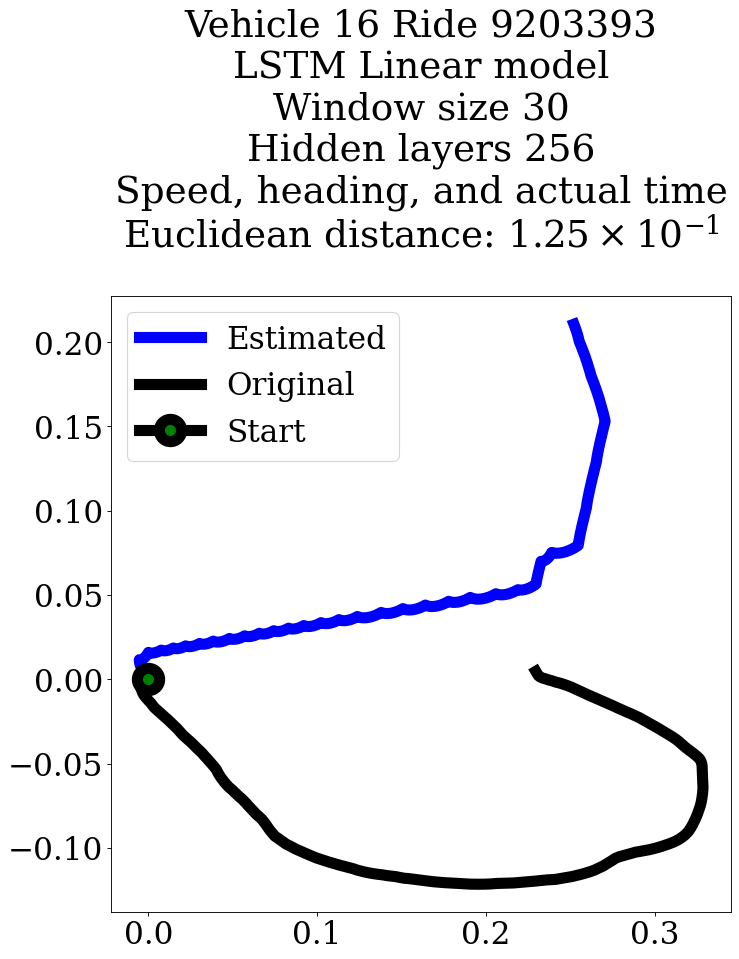 Vehicle 16 Ride 9203393
LSTM Linear model
Window size 30
Hidden layers 256
Speed, heading, and actual time
Euclidean distance: 1.25 × 10⁻¹
Estimated
Original
Start
0.20
0.15
0.10
0.05
0.00
−0.05
−0.10
0.0 0.1 0.2 0.3